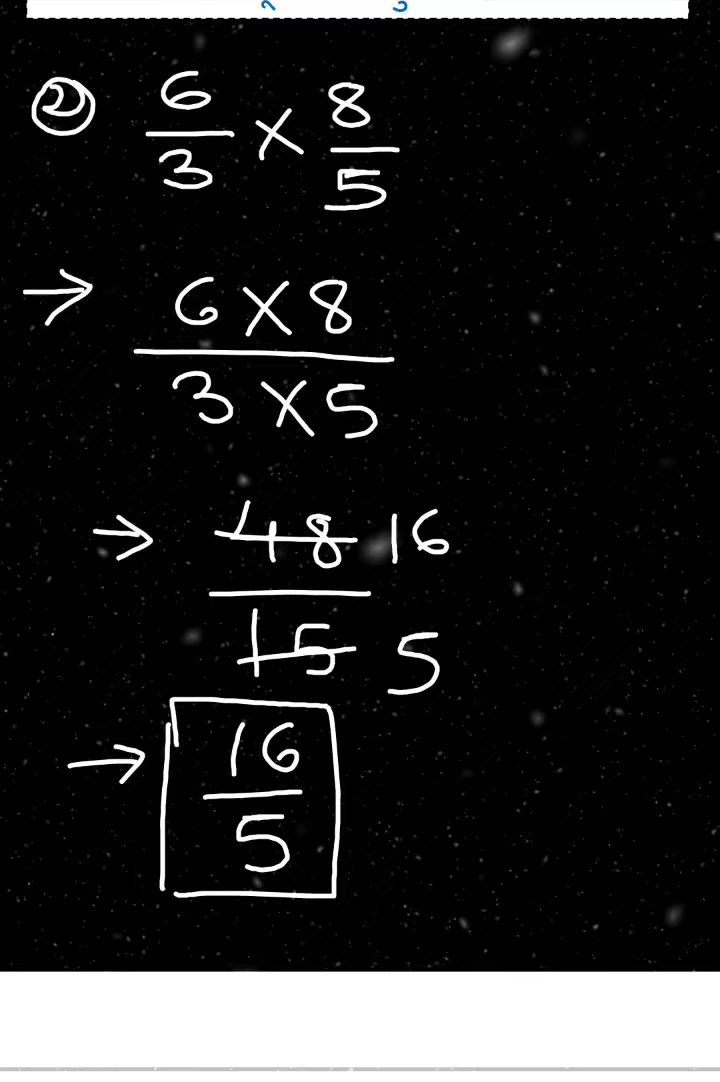 ② 6/3 × 8/5
→ 6 × 8 / 3 × 5
→ 48 16 / 15 5
→ 16/5